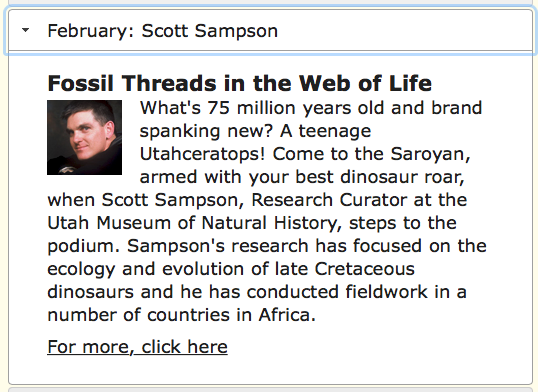 February: Scott Sampson
Fossil Threads in the Web of Life
What's 75 million years old and brand
spanking new? A teenage
Utahceratops! Come to the Saroyan,
armed with your best dinosaur roar,
when Scott Sampson, Research Curator at the
Utah Museum of Natural History, steps to the
podium. Sampson's research has focused on the
ecology and evolution of late Cretaceous
dinosaurs and he has conducted fieldwork in a
number of countries in Africa.
For more, click here